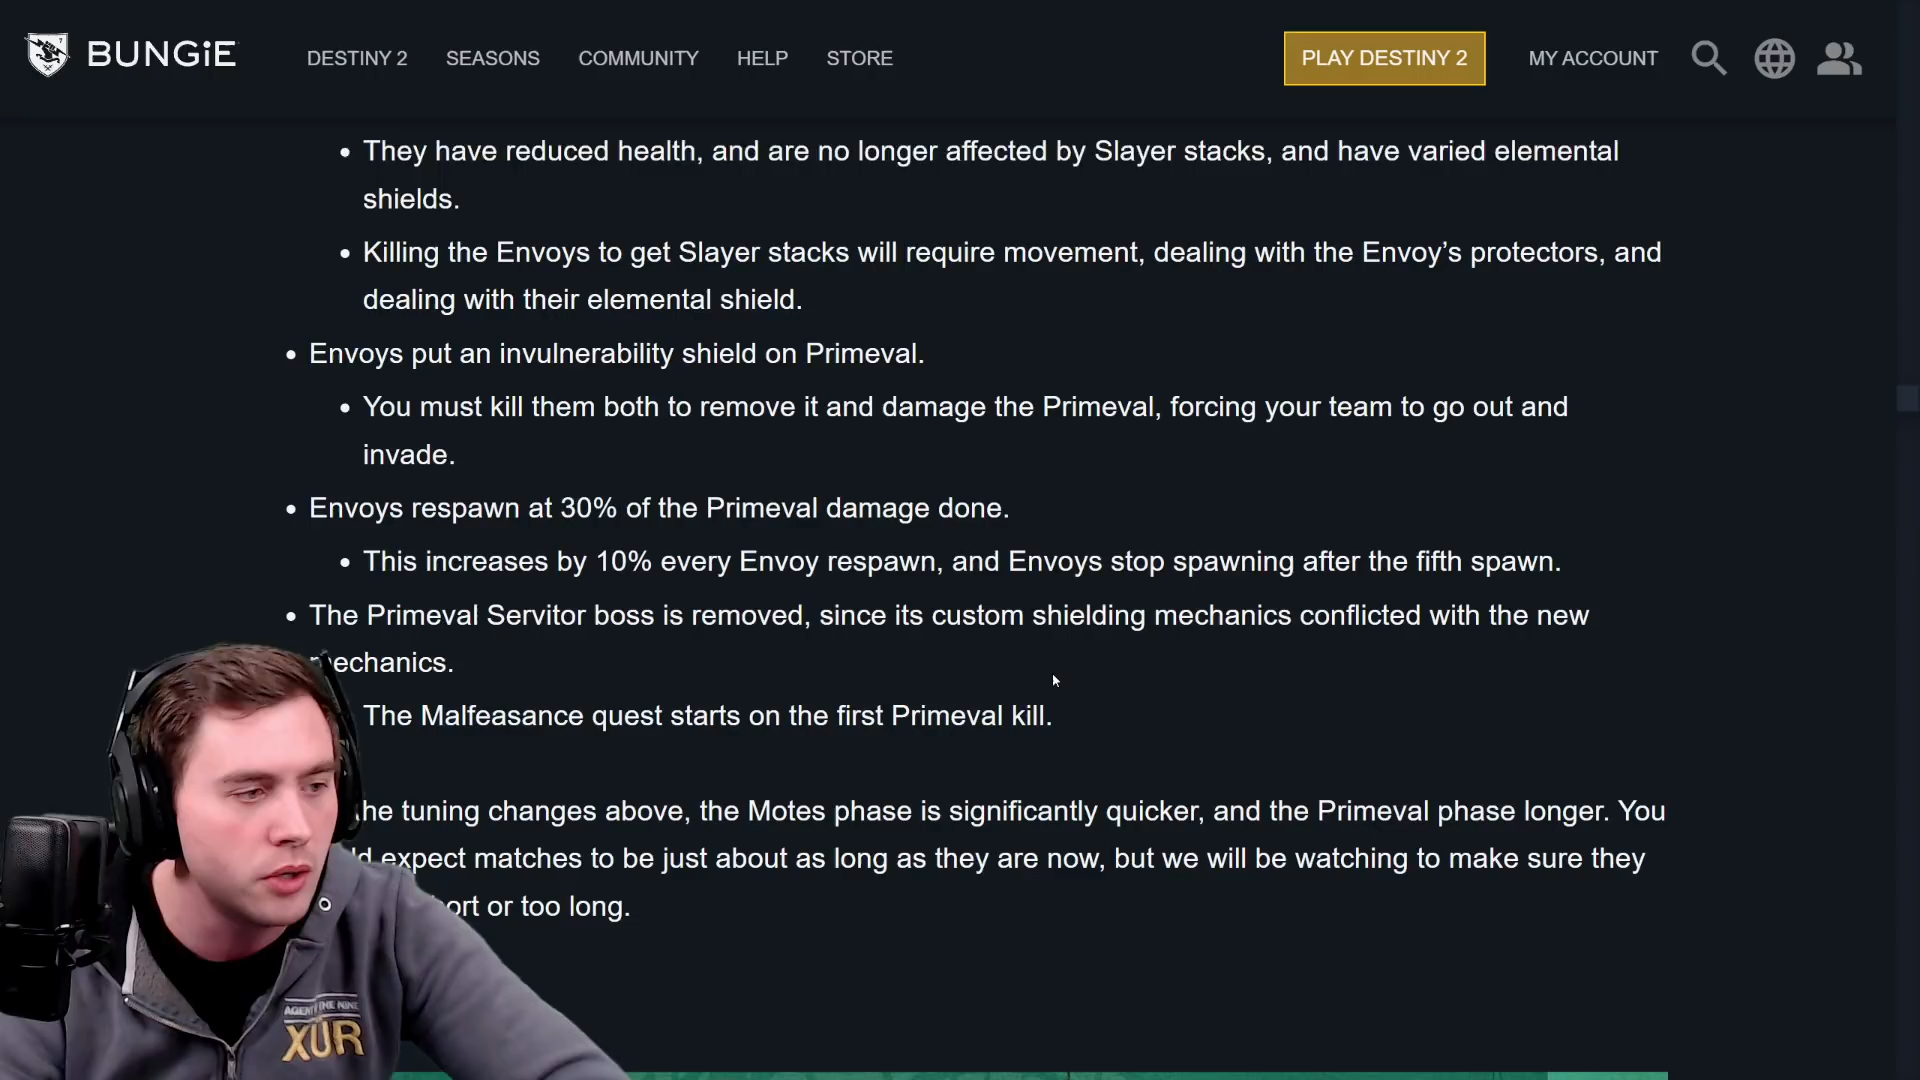 BUNGiE
DESTINY 2 SEASONS COMMUNITY HELP STORE
PLAY DESTINY 2
MY ACCOUNT
• They have reduced health, and are no longer affected by Slayer stacks, and have varied elemental
shields.
• Killing the Envoys to get Slayer stacks will require movement, dealing with the Envoy’s protectors, and
dealing with their elemental shield.
• Envoys put an invulnerability shield on Primeval.
• You must kill them both to remove it and damage the Primeval, forcing your team to go out and
invade.
• Envoys respawn at 30% of the Primeval damage done.
• This increases by 10% every Envoy respawn, and Envoys stop spawning after the fifth spawn.
• The Primeval Servitor boss is removed, since its custom shielding mechanics conflicted with the new
mechanics.
The Malfeasance quest starts on the first Primeval kill.
the tuning changes above, the Motes phase is significantly quicker, and the Primeval phase longer. You
expect matches to be just about as long as they are now, but we will be watching to make sure they
or too long.
THE NINE
XUR